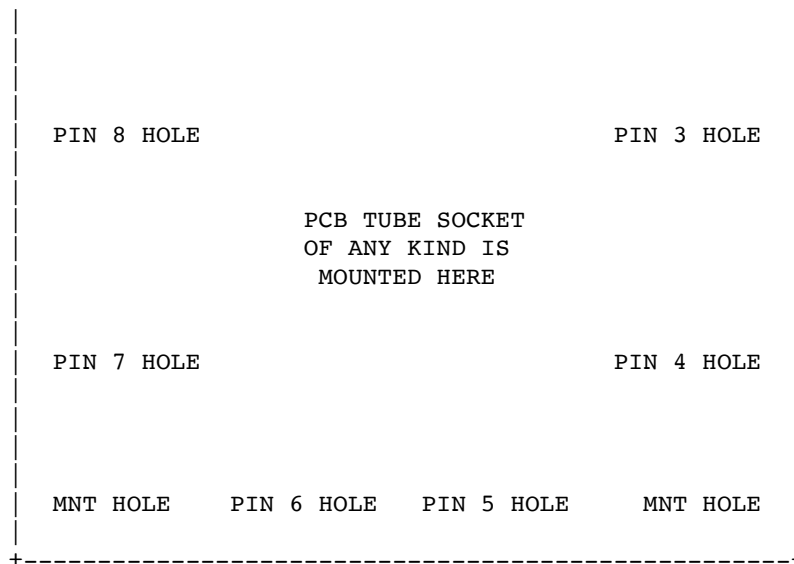 PIN 8 HOLE PIN 3 HOLE
PCB TUBE SOCKET
OF ANY KIND IS
MOUNTED HERE
PIN 7 HOLE PIN 4 HOLE
MNT HOLE PIN 6 HOLE PIN 5 HOLE MNT HOLE